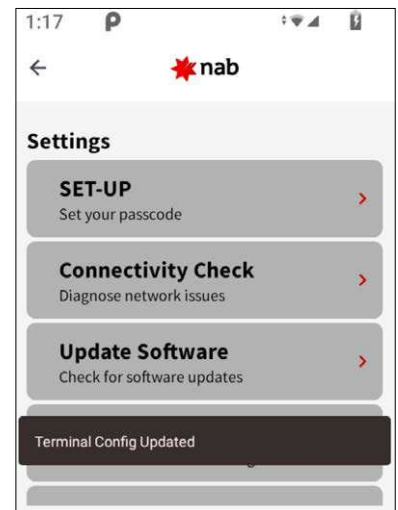 1:17
nab
Settings
SET-UP
Set your passcode
Connectivity Check
Diagnose network issues
Update Software
Check for software updates
Terminal Config Updated